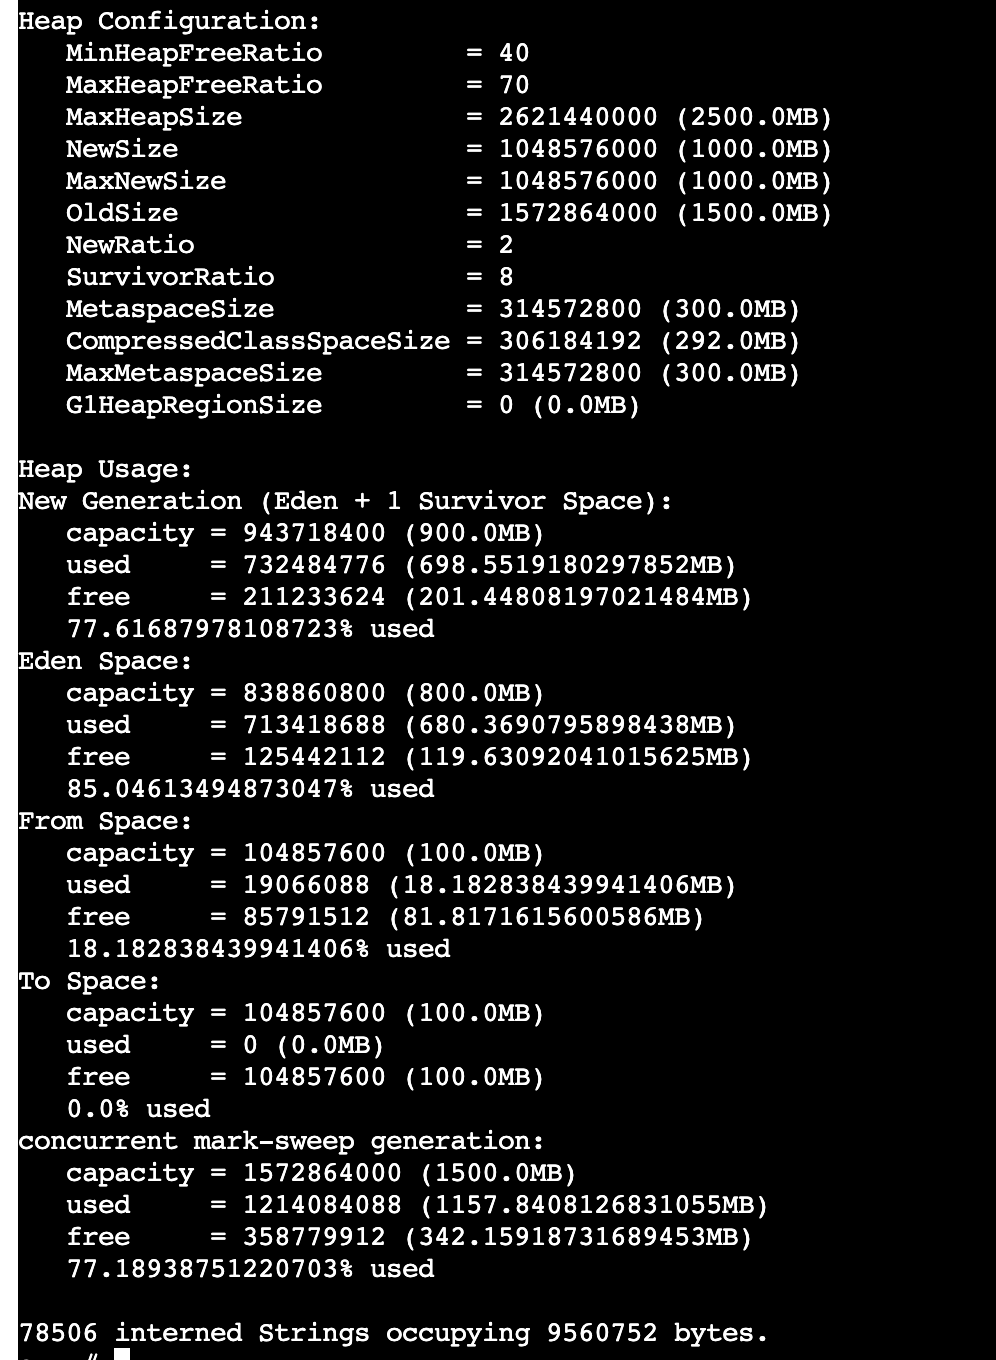 Heap Configuration:
MinHeapFreeRatio = 40
MaxHeapFreeRatio = 70
MaxHeapSize = 2621440000 (2500.0MB)
NewSize = 1048576000 (1000.0MB)
MaxNewSize = 1048576000 (1000.0MB)
OldSize = 1572864000 (1500.0MB)
NewRatio = 2
SurvivorRatio = 8
MetaspaceSize = 314572800 (300.0MB)
CompressedClassSpaceSize = 306184192 (292.0MB)
MaxMetaspaceSize = 314572800 (300.0MB)
G1HeapRegionSize = 0 (0.0MB)
Heap Usage:
New Generation (Eden + 1 Survivor Space):
capacity = 943718400 (900.0MB)
used = 732484776 (698.5519180297852MB)
free = 211233624 (201.44808197021484MB)
77.61687978108723% used
Eden Space:
capacity = 838860800 (800.0MB)
used = 713418688 (680.3690795898438MB)
free = 125442112 (119.63092041015625MB)
85.04613494873047% used
From Space:
capacity = 104857600 (100.0MB)
used = 19066088 (18.182838439941406MB)
free = 85791512 (81.8171615600586MB)
18.182838439941406% used
To Space:
capacity = 104857600 (100.0MB)
used = 0 (0.0MB)
free = 104857600 (100.0MB)
0.0% used
concurrent mark-sweep generation:
capacity = 1572864000 (1500.0MB)
used = 1214084088 (1157.8408126831055MB)
free = 358779912 (342.15918731689453MB)
77.18938751220703% used
78506 interned Strings occupying 9560752 bytes.